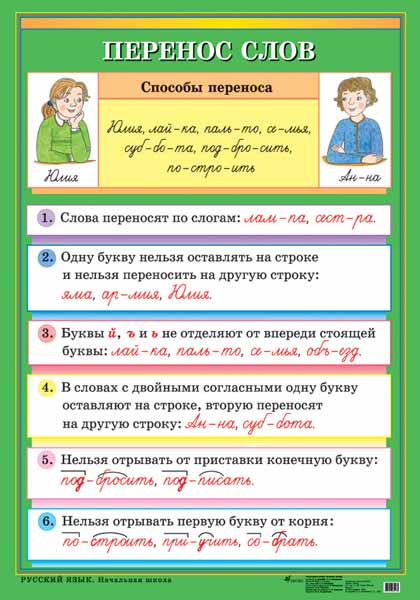 ПЕРЕНОС СЛОВ
Способы переноса
Юлия, лай-ка, паль-то, се-мья,
суб-бо-та, под-бро-сить,
по-стро-ить
Юлия
Ан-на
1. Слова переносят по слогам: лам-па, сест-ра.
2. Одну букву нельзя оставлять на строке
и нельзя переносить на другую строку:
яма, ар-мия, Юлия.
3. Буквы й, ъ и ь не отделяют от впереди стоящей
буквы: лай-ка, паль-то, се-мья, объ-езд.
4. В словах с двойными согласными одну букву
оставляют на строке, вторую переносят
на другую строку: Ан-на, суб-бота.
5. Нельзя отрывать от приставки конечную букву:
под-бросить, под-писать.
6. Нельзя отрывать первую букву от корня:
по-строить, при-учить, со-брать.
РУССКИЙ ЯЗЫК. Начальная школа